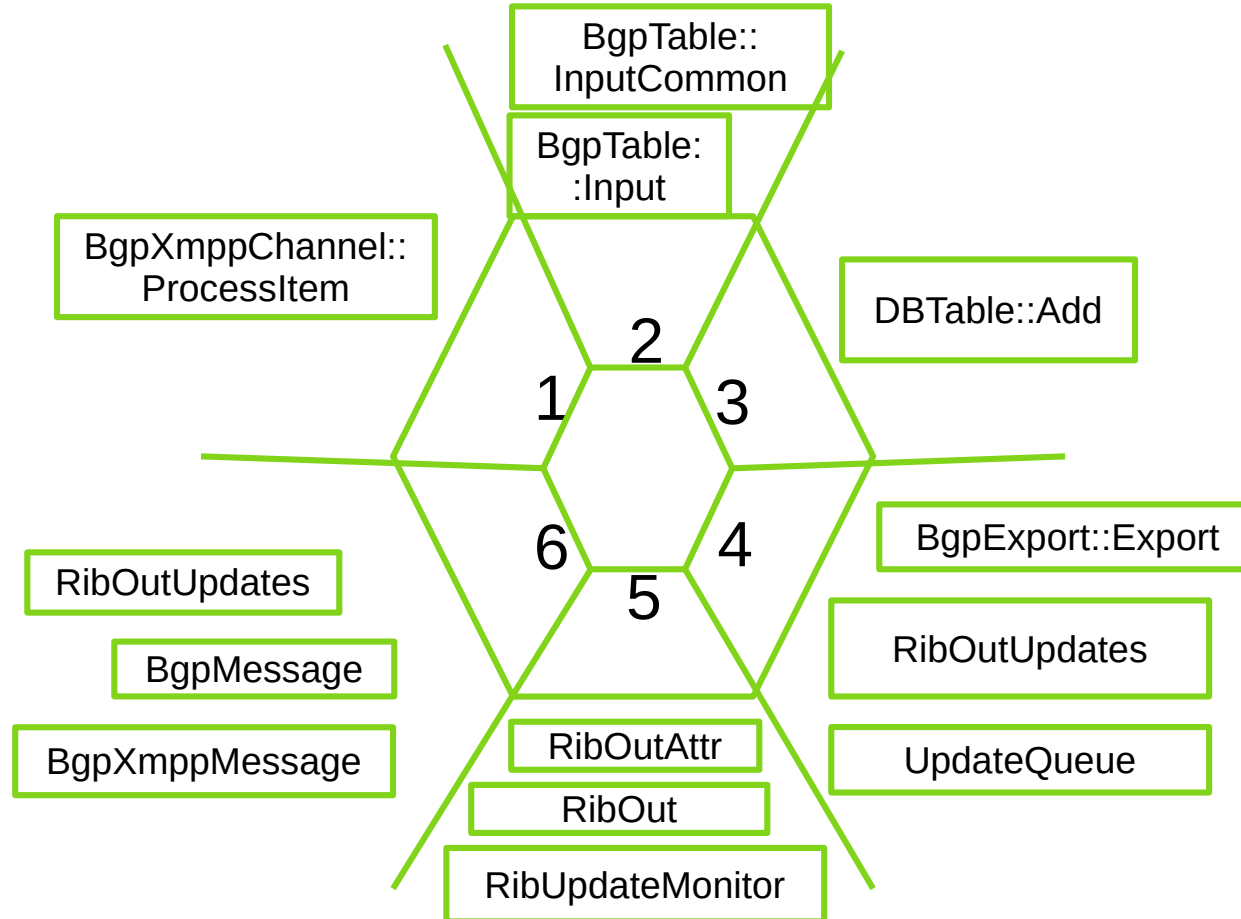 BgpTable::
InputCommon
BgpTable:
:Input
BgpXmppChannel::
ProcessItem
DBTable::Add
2
1
3
6
4
5
BgpExport::Export
RibOutUpdates
RibOutUpdates
BgpMessage
BgpXmppMessage
RibOutAttr
UpdateQueue
RibOut
RibUpdateMonitor